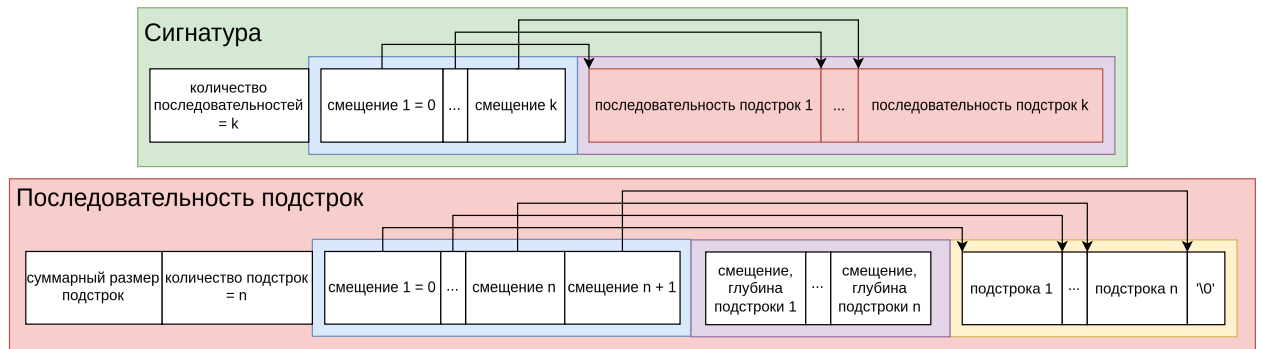 Сигнатура
количество
последовательностей
= k
смещение 1 = 0
...
смещение k
последовательность подстрок 1
...
последовательность подстрок k
Последовательность подстрок
суммарный размер
подстрок
количество подстрок
= n
смещение 1 = 0
...
смещение n
смещение n + 1
смещение,
глубина
подстроки 1
...
смещение,
глубина
подстроки n
подстрока 1
...
подстрока n
'\0'